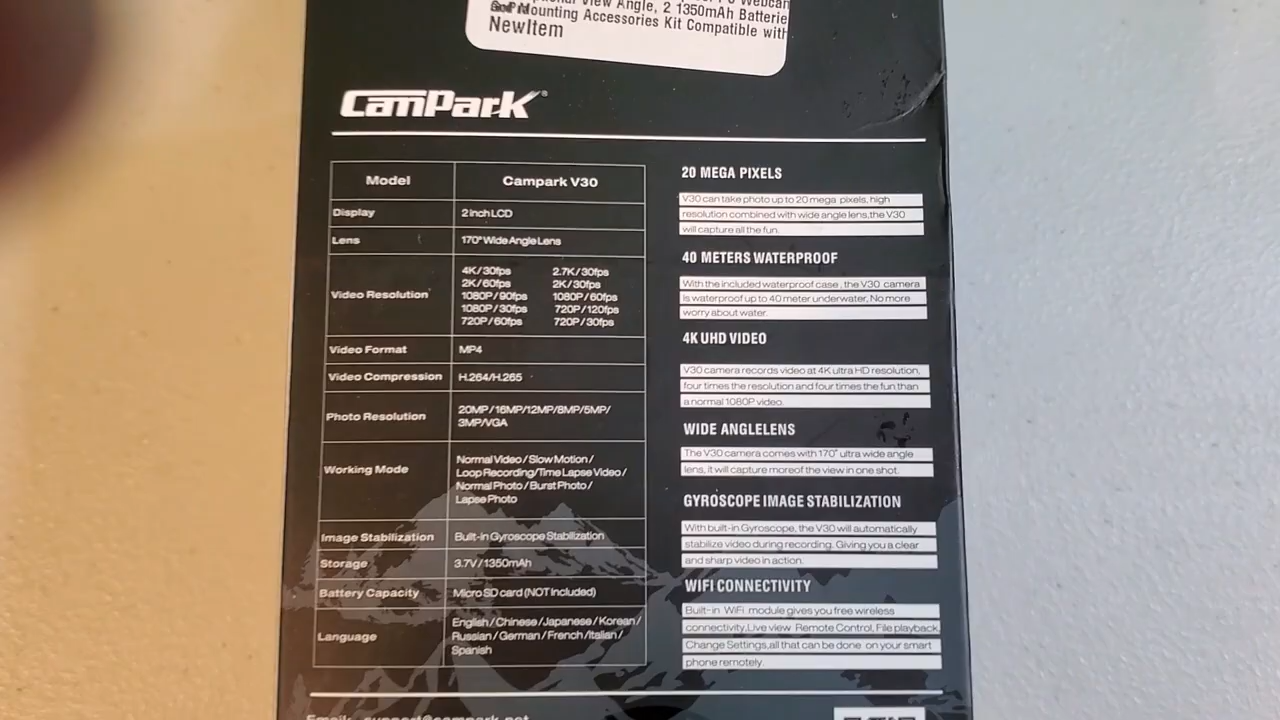 View Angle, 2 1350mAh Batterie
Mounting Accessories Kit Compatible with
NewItem
CamPark®
Model Campark V30
Display 2 inch LCD
Lens 170° Wide Angle Lens
Video Resolution
4K/30fps 2.7K/30fps
2K/60fps 2K/30fps
1080P/90fps 1080P/60fps
1080P/30fps 720P/120fps
720P/60fps 720P/30fps
Video Format MP4
Video Compression H.264/H.265
Photo Resolution
20MP/16MP/12MP/8MP/5MP/
3MP/VGA
Working Mode
Normal Video/Slow Motion/
Loop Recording/Time Lapse Video/
Normal Photo/Burst Photo/
Lapse Photo
Image Stabilization Built-in Gyroscope Stabilization
Storage 3.7V/1350mAh
Battery Capacity Micro SD card (NOT Included)
Language
English/Chinese/Japanese/Korean/
Russian/German/French/Italian/
Spanish
20 MEGA PIXELS
V30 can take photo up to 20 mega pixels, high
resolution combined with wide angle lens,the V30
will capture all the fun.
40 METERS WATERPROOF
With the included waterproof case, the V30 camera
is waterproof up to 40 meter underwater, No more
worry about water.
4K UHD VIDEO
V30 camera records video at 4K ultra HD resolution,
four times the resolution and four times the fun than
a normal 1080P video.
WIDE ANGLELENS
The V30 camera comes with 170° ultra wide angle
lens, it will capture moreof the view in one shot.
GYROSCOPE IMAGE STABILIZATION
With built-in Gyroscope, the V30 will automatically
stabilize video during recording. Giving you a clear
and sharp video in action.
WIFI CONNECTIVITY
Built-in WiFi module gives you free wireless
connectivity,Live view Remote Control, File playback
Change Settings,all that can be done on your smart
phone remotely.
Email: support@campark.net